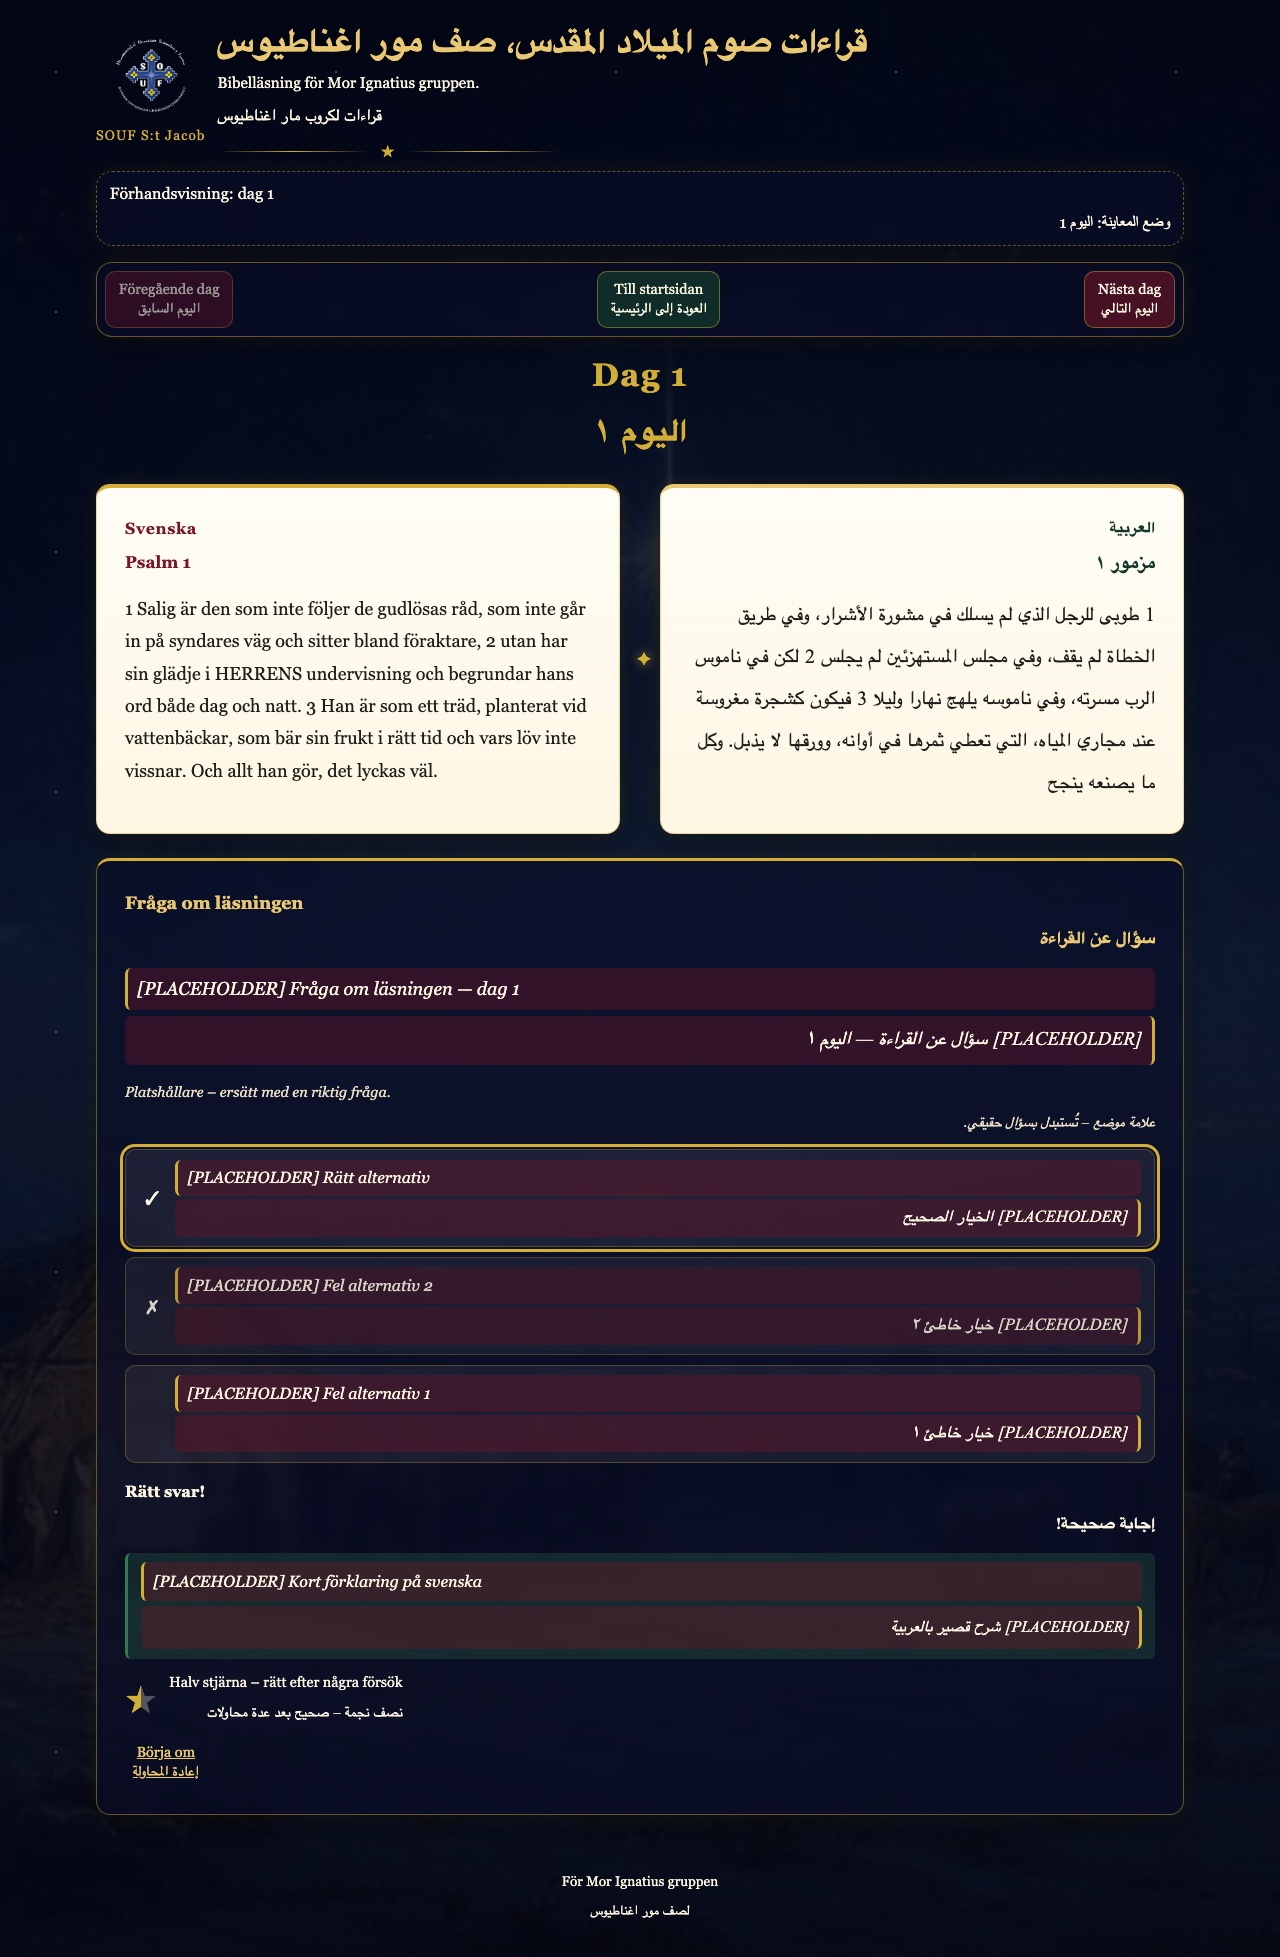 قراءات صوم الميلاد المقدس، صف مور اغناطيوس
Bibelläsning för Mor Ignatius gruppen.
قراءات لكروب مار اغناطيوس
S O U F
SOUF S:t Jacob
Förhandsvisning: dag 1
وضع المعاينة: اليوم 1
Föregående dag
اليوم السابق
Till startsidan
العودة إلى الرئيسية
Nästa dag
اليوم التالي
Dag 1
اليوم ١
Svenska
Psalm 1
1 Salig är den som inte följer de gudlösas råd, som inte går
in på syndares väg och sitter bland föraktare, 2 utan har
sin glädje i HERRENS undervisning och begrundar hans
ord både dag och natt. 3 Han är som ett träd, planterat vid
vattenbäckar, som bär sin frukt i rätt tid och vars löv inte
vissnar. Och allt han gör, det lyckas väl.
العربية
مزمور ١
1 طوبى للرجل الذي لم يسلك في مشورة الأشرار، وفي طريق
الخطاة لم يقف، وفي مجلس المستهزئين لم يجلس 2 لكن في ناموس
الرب مسرته، وفي ناموسه يلهج نهارا وليلا 3 فيكون كشجرة مغروسة
عند مجاري المياه، التي تعطي ثمرها في أوانه، وورقها لا يذبل. وكل
ما يصنعه ينجح
Fråga om läsningen
سؤال عن القراءة
[PLACEHOLDER] Fråga om läsningen — dag 1
[PLACEHOLDER] سؤال عن القراءة — اليوم ١
Platshållare – ersätt med en riktig fråga.
علامة موضع – تُستبدل بسؤال حقيقي.
✓
[PLACEHOLDER] Rätt alternativ
[PLACEHOLDER] الخيار الصحيح
✗
[PLACEHOLDER] Fel alternativ 2
[PLACEHOLDER] خيار خاطئ ٢
[PLACEHOLDER] Fel alternativ 1
[PLACEHOLDER] خيار خاطئ ١
Rätt svar!
إجابة صحيحة!
[PLACEHOLDER] Kort förklaring på svenska
[PLACEHOLDER] شرح قصير بالعربية
Halv stjärna – rätt efter några försök
نصف نجمة – صحيح بعد عدة محاولات
Börja om
إعادة المحاولة
För Mor Ignatius gruppen
لصف مور اغناطيوس